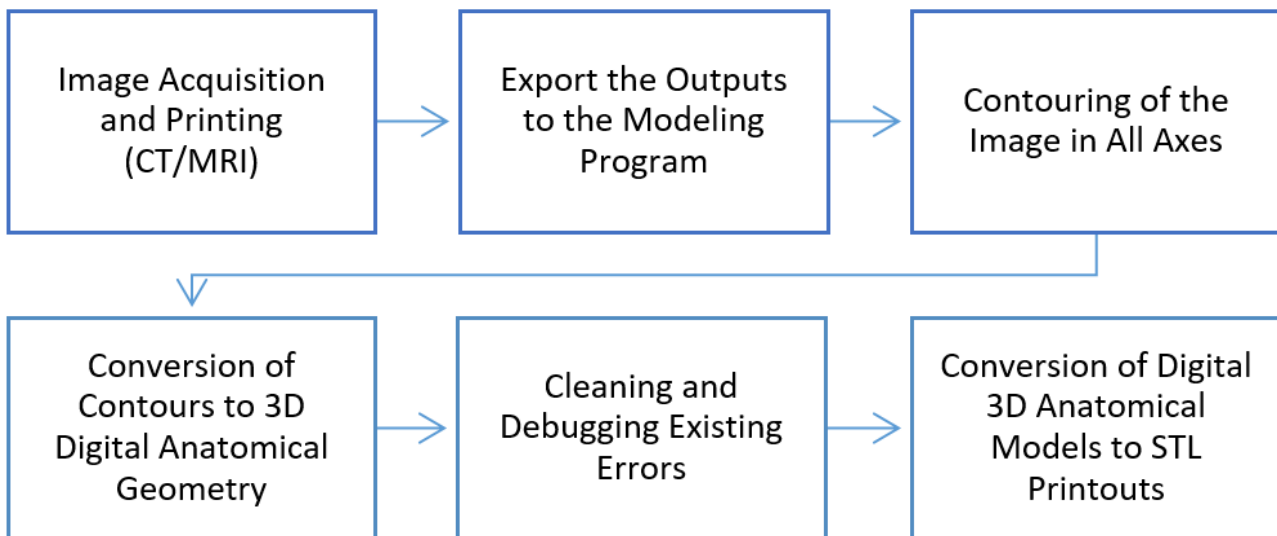 Image Acquisition
and Printing
(CT/MRI)
Export the Outputs
to the Modeling
Program
Contouring of the
Image in All Axes
Conversion of
Contours to 3D
Digital Anatomical
Geometry
Cleaning and
Debugging Existing
Errors
Conversion of Digital
3D Anatomical
Models to STL
Printouts